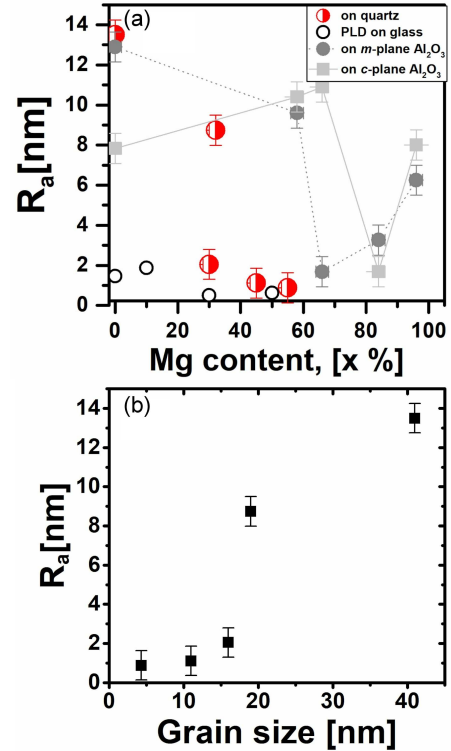 (a)
on quartz
PLD on glass
on m-plane Al₂O₃
on c-plane Al₂O₃
14
12
10
8
6
4
2
0
Rₐ[nm]
0 20 40 60 80 100
Mg content, [x %]
(b)
14
12
10
8
6
4
2
0
Rₐ[nm]
0 10 20 30 40
Grain size [nm]